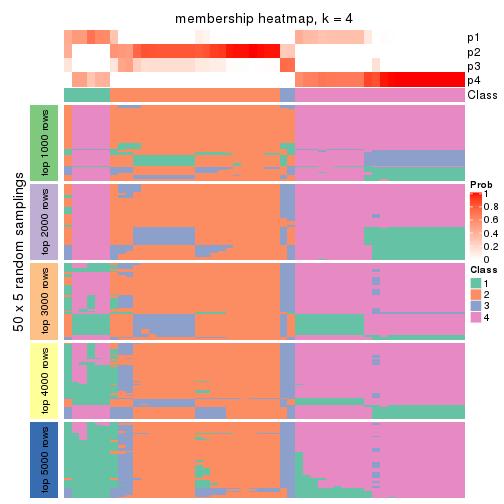 membership heatmap, k = 4
p1
p2
p3
p4
Class
50 x 5 random samplings
top 1000 rows
top 2000 rows
top 3000 rows
top 4000 rows
top 5000 rows
Prob
1
0.8
0.6
0.4
0.2
0
Class
1
2
3
4